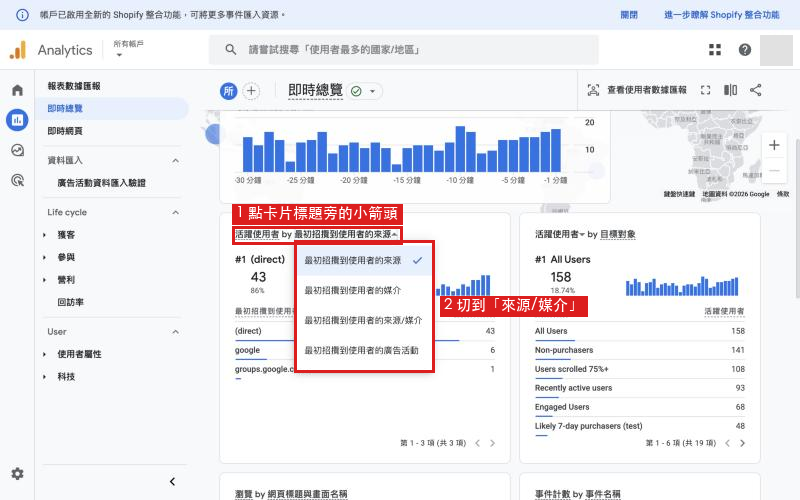 帳戶已啟用全新的 Shopify 整合功能，可將更多事件匯入資源。
關閉
進一步瞭解 Shopify 整合功能
Analytics
所有帳戶
請嘗試搜尋「使用者最多的國家/地區」
報表數據匯報
即時總覽
即時網頁
資料匯入
廣告活動資料匯入驗證
Life cycle
獲客
參與
營利
回訪率
User
使用者屬性
科技
所
即時總覽
查看使用者數據匯報
20
10
-30 分鐘
-25 分鐘
-20 分鐘
-15 分鐘
-10 分鐘
-5 分鐘
-1 分鐘
鍵盤快速鍵
地圖資料 ©2026 Google
條款
1 點卡片標題旁的小箭頭
活躍使用者 by 最初招攬到使用者的來源
#1 (direct)
43
86%
最初招攬到使用者
(direct)
43
google
6
groups.google.c
1
第 1 - 3 項 (共 3 項)
最初招攬到使用者的來源
最初招攬到使用者的媒介
最初招攬到使用者的來源/媒介
最初招攬到使用者的廣告活動
2 切到「來源/媒介」
活躍使用者 by 目標對象
#1 All Users
158
18.74%
活躍使用者
All Users
158
Non-purchasers
141
Users scrolled 75%+
108
Recently active users
93
Engaged Users
68
Likely 7-day purchasers (test)
48
第 1 - 6 項 (共 19 項)
瀏覽 by 網頁標題與畫面名稱
事件計數 by 事件名稱